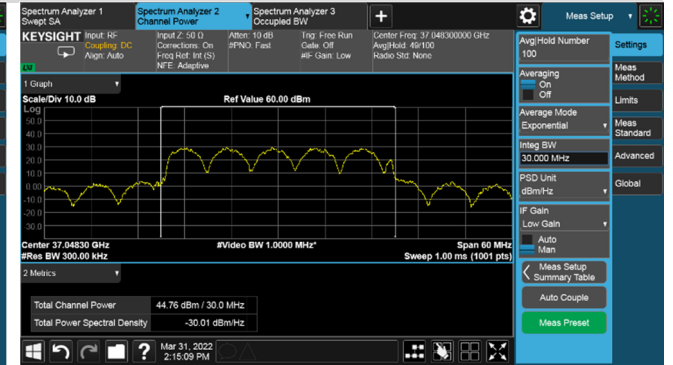 Spectrum Analyzer 1
Swept SA
Spectrum Analyzer 2
Channel Power
Spectrum Analyzer 3
Occupied BW
Meas Setup
KEYSIGHT
Input: RF
Coupling: DC
Align: Auto
Input Z: 50 Ω
Corrections: On
Freq Ref: Int (S)
NFE: Adaptive
Atten: 10 dB
#PNO: Fast
Trig: Free Run
Gate: Off
#IF Gain: Low
Center Freq: 37.048300000 GHz
Avg|Hold: 49/100
Radio Std: None
1 Graph
Scale/Div 10.0 dB
Ref Value 60.00 dBm
Log
50.0
40.0
30.0
20.0
10.0
0.00
-10.0
-20.0
-30.0
Center 37.04830 GHz
#Video BW 1.0000 MHz*
Span 60 MHz
#Res BW 300.00 kHz
Sweep 1.00 ms (1001 pts)
2 Metrics
Total Channel Power
44.76 dBm / 30.0 MHz
Total Power Spectral Density
-30.01 dBm/Hz
Mar 31, 2022
2:15:09 PM
Avg|Hold Number
100
Averaging
On
Off
Average Mode
Exponential
Integ BW
30.000 MHz
PSD Unit
dBm/Hz
IF Gain
Low Gain
Auto
Man
Meas Setup
Summary Table
Auto Couple
Meas Preset
Settings
Meas
Method
Limits
Meas
Standard
Advanced
Global